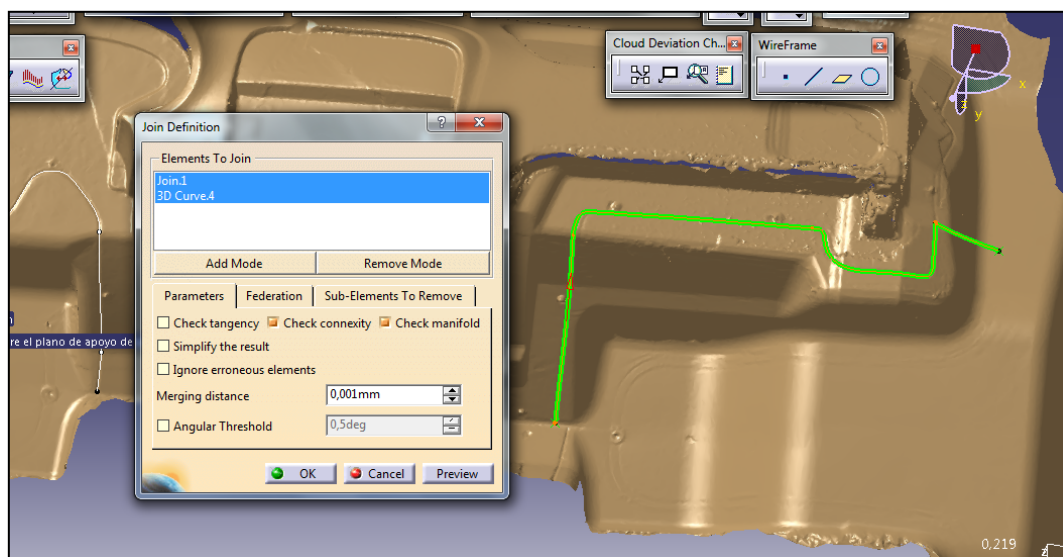 Cloud Deviation Ch...
WireFrame
x
z
y
Join Definition
?
Elements To Join
Join.1
3D Curve.4
Add Mode
Remove Mode
Parameters
Federation
Sub-Elements To Remove
Check tangency
Check connexity
Check manifold
Simplify the result
re el plano de apoyo de
Ignore erroneous elements
Merging distance
0,001mm
Angular Threshold
0,5deg
OK
Cancel
Preview
0,219
z